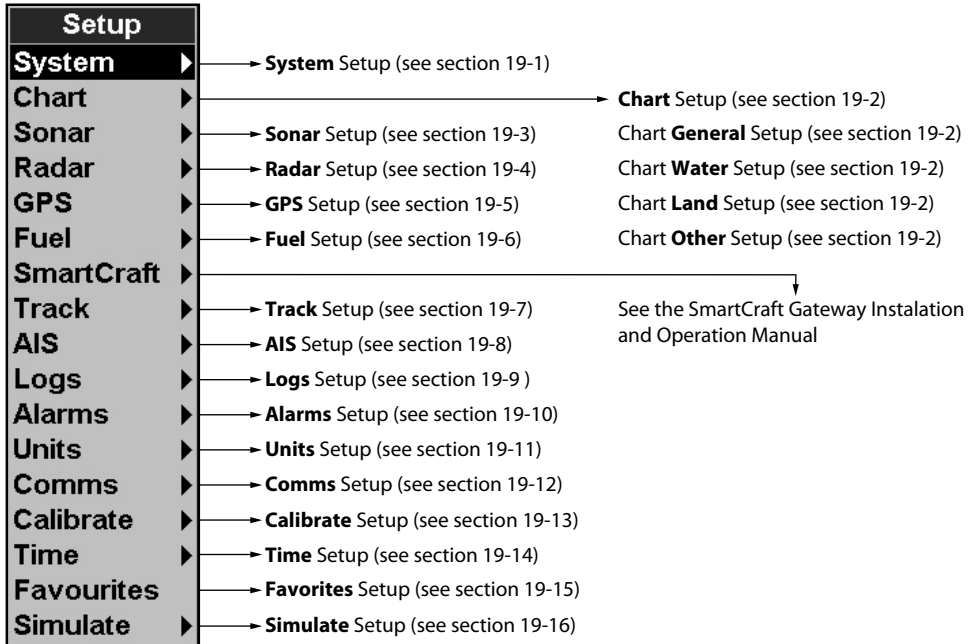 Setup
System
System Setup (see section 19-1)
Chart
Chart Setup (see section 19-2)
Sonar
Sonar Setup (see section 19-3)
Chart General Setup (see section 19-2)
Radar
Radar Setup (see section 19-4)
Chart Water Setup (see section 19-2)
GPS
GPS Setup (see section 19-5)
Chart Land Setup (see section 19-2)
Fuel
Fuel Setup (see section 19-6)
Chart Other Setup (see section 19-2)
SmartCraft
See the SmartCraft Gateway Instalation
and Operation Manual
Track
Track Setup (see section 19-7)
AIS
AIS Setup (see section 19-8)
Logs
Logs Setup (see section 19-9 )
Alarms
Alarms Setup (see section 19-10)
Units
Units Setup (see section 19-11)
Comms
Comms Setup (see section 19-12)
Calibrate
Calibrate Setup (see section 19-13)
Time
Time Setup (see section 19-14)
Favourites
Favorites Setup (see section 19-15)
Simulate
Simulate Setup (see section 19-16)